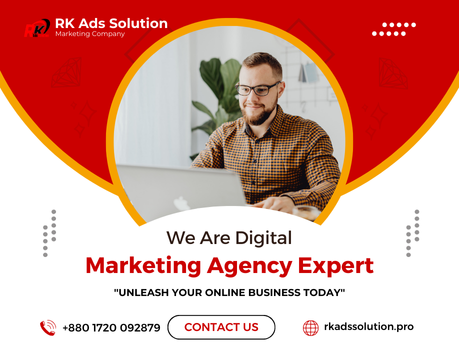 RK
RK Ads Solution
Marketing Company
We Are Digital
Marketing Agency Expert
"UNLEASH YOUR ONLINE BUSINESS TODAY"
+880 1720 092879
CONTACT US
rkadssolution.pro